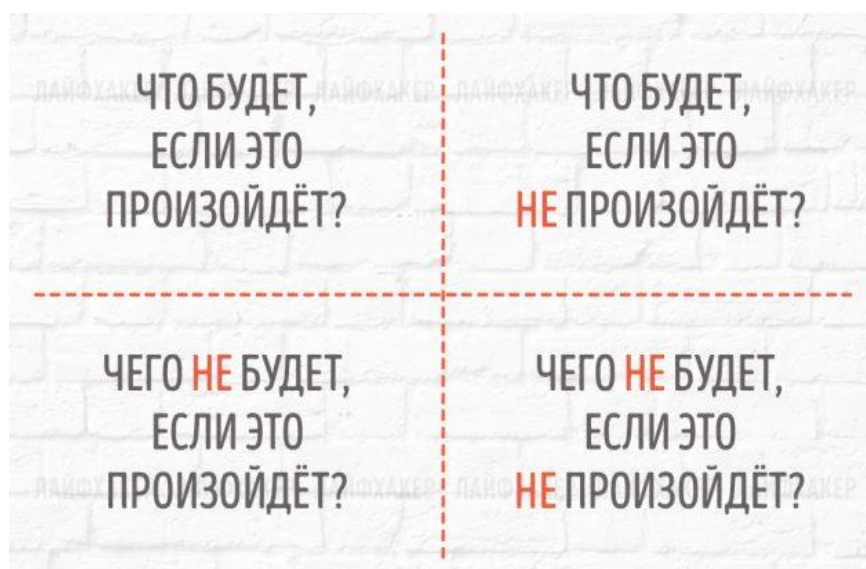 ЧТО БУДЕТ,
ЕСЛИ ЭТО
ПРОИЗОЙДЁТ?
ЧТО БУДЕТ,
ЕСЛИ ЭТО
НЕ ПРОИЗОЙДЁТ?
ЧЕГО НЕ БУДЕТ,
ЕСЛИ ЭТО
ПРОИЗОЙДЁТ?
ЧЕГО НЕ БУДЕТ,
ЕСЛИ ЭТО
НЕ ПРОИЗОЙДЁТ?